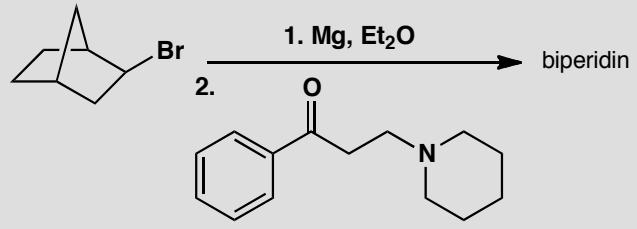 Br
1. Mg, Et₂O
biperidin
2.
O
N